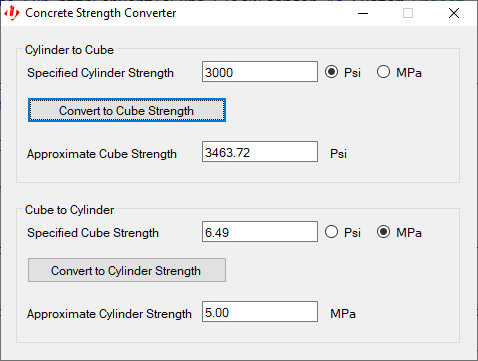 Concrete Strength Converter
Cylinder to Cube
Specified Cylinder Strength 3000 Psi MPa
Convert to Cube Strength
Approximate Cube Strength 3463.72 Psi
Cube to Cylinder
Specified Cube Strength 6.49 Psi MPa
Convert to Cylinder Strength
Approximate Cylinder Strength 5.00 MPa